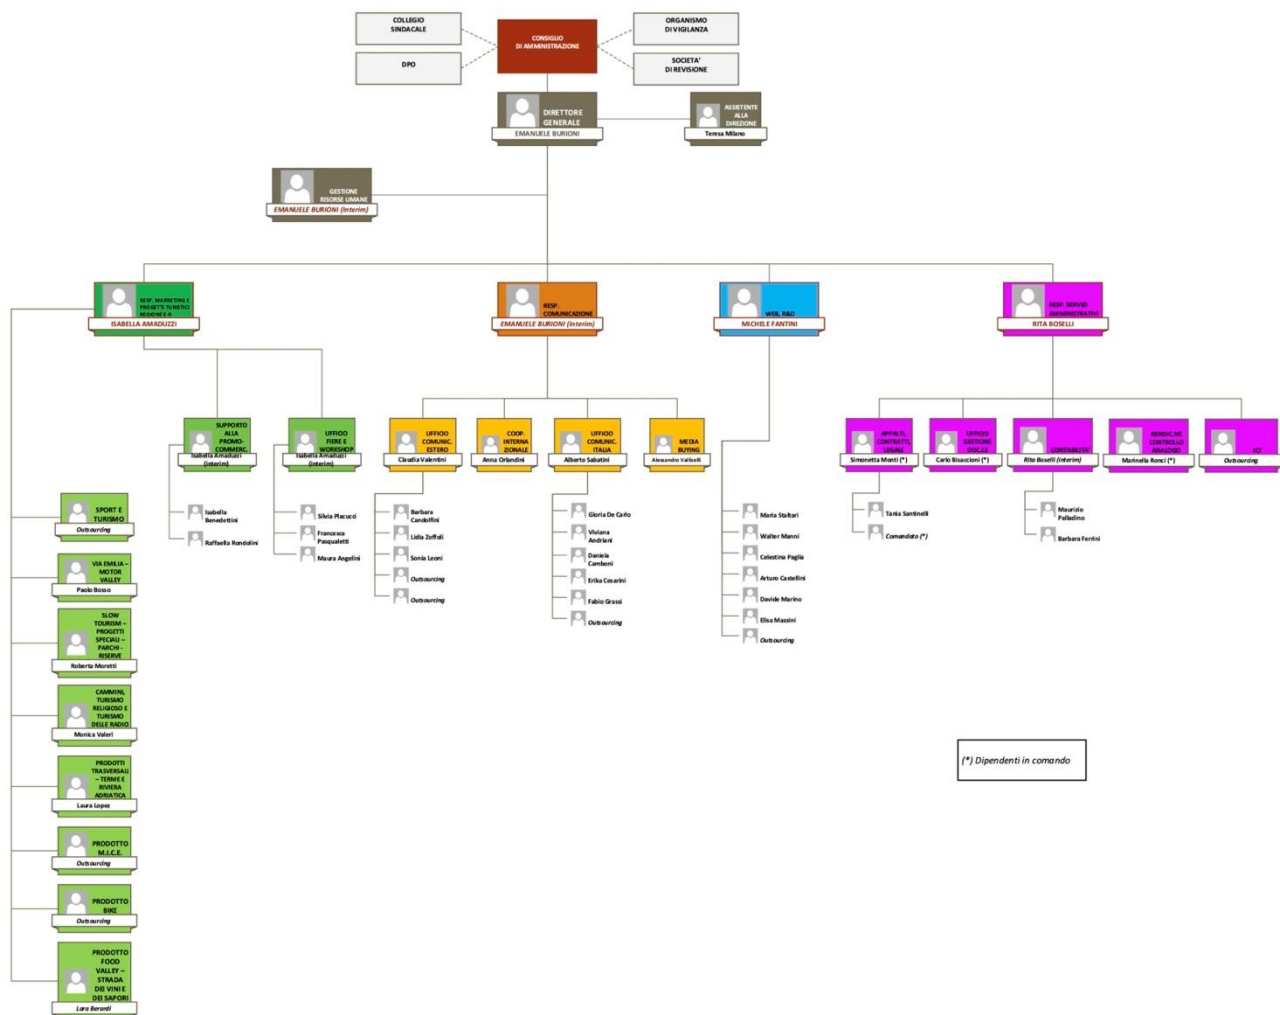 COLLEGIO
SINDACALE
DPO
CONSIGLIO
DI AMMINISTRAZIONE
ORGANISMO
DI VIGILANZA
SOCIETA'
DI REVISIONE
DIRETTORE
GENERALE
EMANUELE BURIONI
ASSISTENTE
ALLA
DIREZIONE
Teresa Milano
GESTIONE
RISORSE UMANE
EMANUELE BURIONI (Interim)
RESP. MARKETING E
PROGETTI TURISTICI
REGIONE E-R
ISABELLA AMADUZZI
RESP.
COMUNICAZIONE
EMANUELE BURIONI (Interim)
WEB, R&D
MICHELE FANTINI
RESP. SERVIZI
AMMINISTRATIVI
RITA BOSELLI
SUPPORTO
ALLA
PROMO-
COMMERC.
Isabella Amaduzzi
(interim)
Isabella
Benedettini
Raffaella Rondolini
UFFICIO
FIERE E
WORKSHOP
Isabella Amaduzzi
(interim)
Silvia Placucci
Francesca
Pasqualetti
Maura Angelini
UFFICIO
COMUNIC.
ESTERO
Claudia Valentini
Barbara
Candolfini
Lidia Zoffoli
Sonia Leoni
Outsourcing
Outsourcing
COOP.
INTERNA
ZIONALE
Anna Orlandini
UFFICIO
COMUNIC.
ITALIA
Alberto Sabatini
Gloria De Carlo
Viviana
Andriani
Daniela
Camboni
Erika Cesarini
Fabio Grassi
Outsourcing
MEDIA
BUYING
Alessandro
Maria Staltari
Walter Manni
Celestina Paglia
Arturo Castellini
Davide Marino
Elisa Mazzini
Outsourcing
APPALTI,
CONTRATTI,
LEGALE
Simonetta Monti (*)
Tania Santinelli
Comandato (*)
UFFICIO
GESTIONE
DOC.LE
Carlo Bisaccioni (*)
CONTABILITA'
Rita Boselli (interim)
Maurizio
Palladino
Barbara Ferrini
CONTROLLO
ANALOGO
Marinella Ronci (*)
ICT
Outsourcing
SPORT E
TURISMO
Outsourcing
VIA EMILIA –
MOTOR
VALLEY
Paolo Bosso
SLOW
TOURISM –
PROGETTI
SPECIALI –
PARCHI -
RISERVE
Roberta Moretti
CAMMINI,
TURISMO
RELIGIOSO E
TURISMO
DELLE RADIO
Monica Valeri
PRODOTTI
TRASVERSALI
– TERME E
RIVIERA
ADRIATICA
Laura Lopez
PRODOTTO
M.I.C.E.
Outsourcing
PRODOTTO
BIKE
Outsourcing
PRODOTTO
FOOD
VALLEY –
STRADA
DEI VINI E
DEI SAPORI
Lara Berardi
(*) Dipendenti in comando